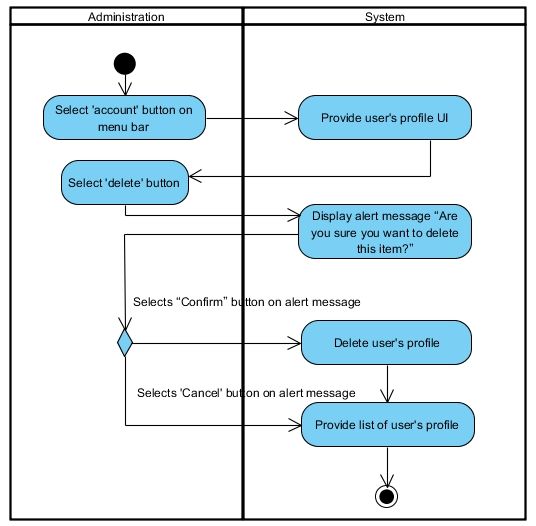 Administration
System
Select 'account' button on
menu bar
Provide user's profile UI
Select 'delete' button
Display alert message “Are
you sure you want to delete
this item?”
Selects “Confirm” button on alert message
Delete user's profile
Selects 'Cancel' button on alert message
Provide list of user's profile